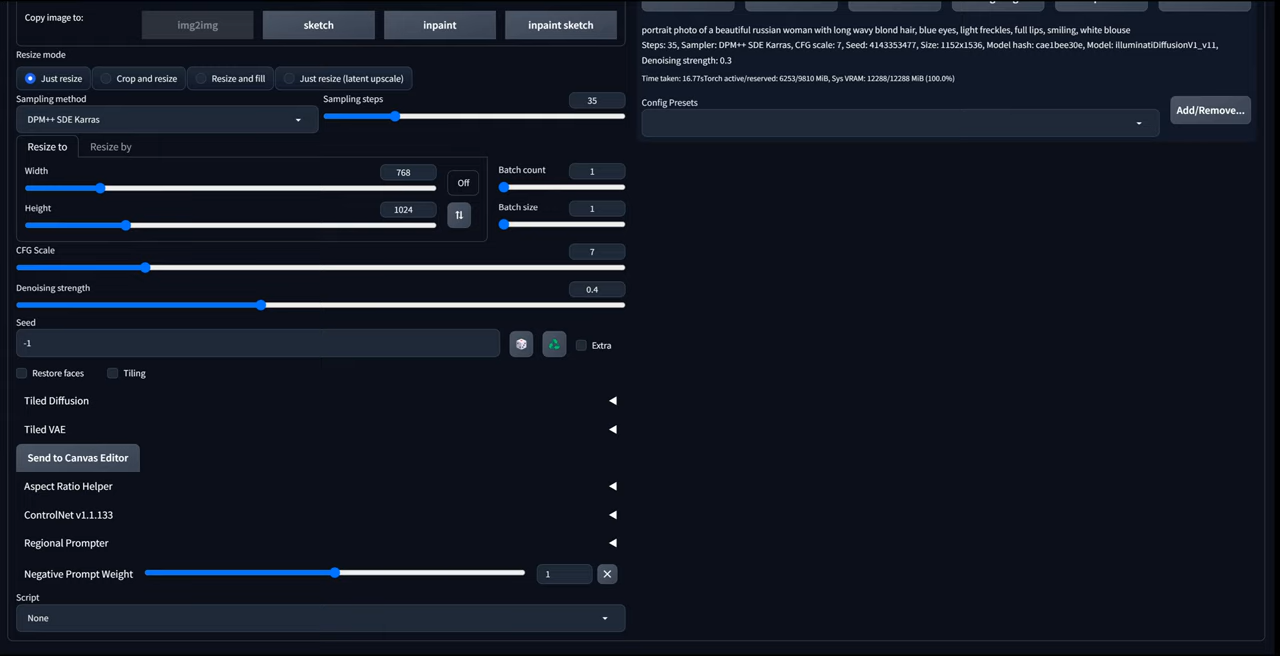 Copy image to:
img2img
sketch
inpaint
inpaint sketch
Resize mode
Just resize
Crop and resize
Resize and fill
Just resize (latent upscale)
Sampling method
DPM++ SDE Karras
Sampling steps
35
Resize to
Resize by
Width
768
Height
1024
Off
Batch count
1
Batch size
1
CFG Scale
7
Denoising strength
0.4
Seed
-1
Extra
Restore faces
Tiling
Tiled Diffusion
Tiled VAE
Send to Canvas Editor
Aspect Ratio Helper
ControlNet v1.1.133
Regional Prompter
Negative Prompt Weight
1
Script
None
portrait photo of a beautiful russian woman with long wavy blond hair, blue eyes, light freckles, full lips, smiling, white blouse
Steps: 35, Sampler: DPM++ SDE Karras, CFG scale: 7, Seed: 4143353477, Size: 1152x1536, Model hash: cae1bee30e, Model: illuminatiDiffusionV1_v11,
Denoising strength: 0.3
Time taken: 16.77sTorch active/reserved: 6253/9810 MiB, Sys VRAM: 12288/12288 MiB (100.0%)
Config Presets
Add/Remove...